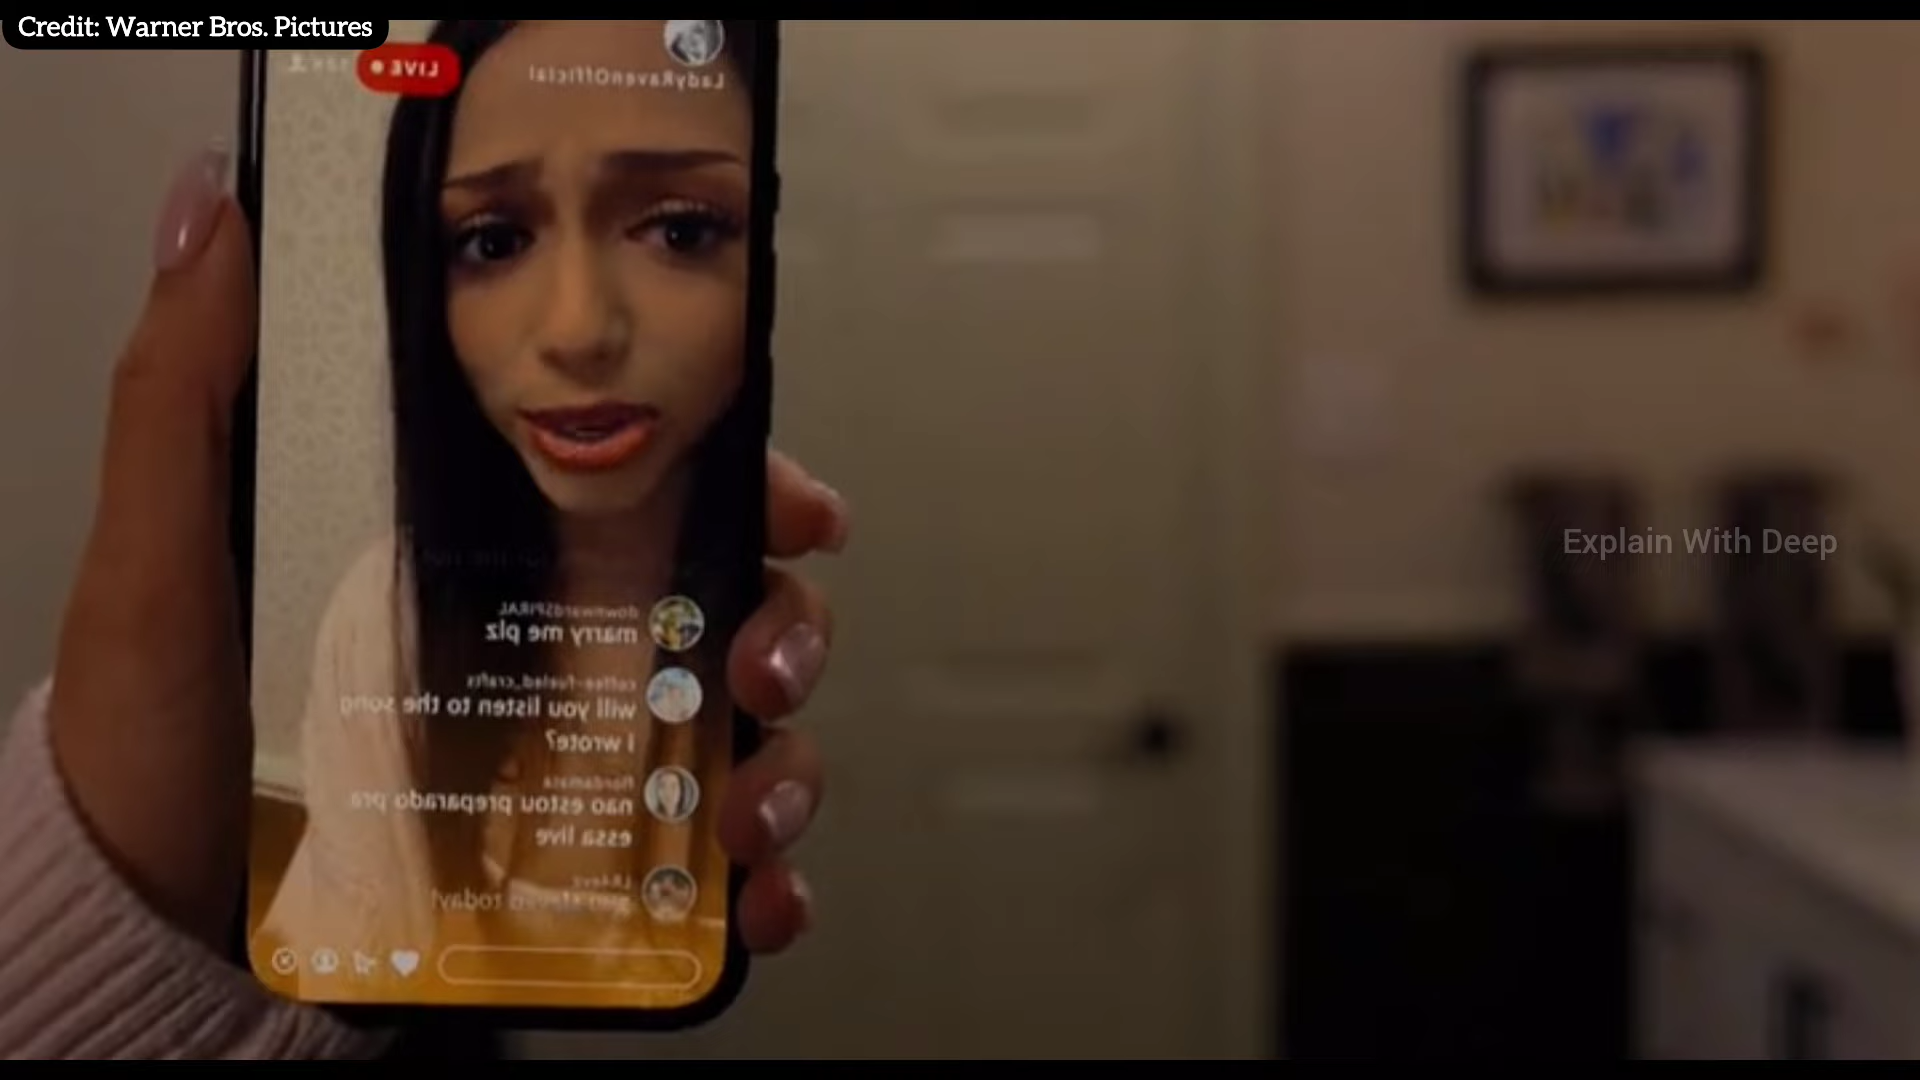 Credit: Warner Bros. Pictures
LIVE
LadyRavenOfficial
Explain With Deep
downwardSPIRAL
marry me plz
coffee-fueled_crafts
will you listen to the song
I wrote?
nao estou preparado pra
essa live
today!